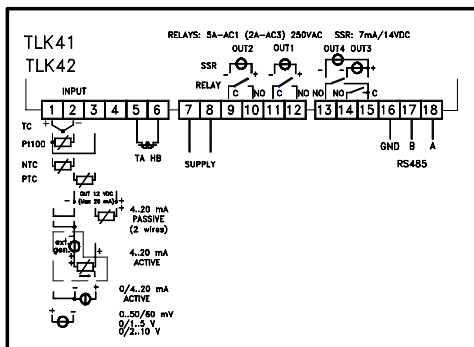 TLK41
TLK42
RELAYS: 5A-AC1 (2A-AC3) 250VAC SSR: 7mA/14VDC
OUT2 OUT1 OUT4 OUT3
SSR
RELAY
INPUT
C NO C NO NO NO C
1 2 3 4 5 6 7 8 9 10 11 12 13 14 15 16 17 18
TC
Pt100
NTC
PTC
TA HB
SUPPLY
GND B A
RS485
OUT 12 VDC
(Max 20 mA)
4..20 mA
PASSIVE
(2 wires)
ext.
gen.
4..20 mA
ACTIVE
0/4..20 mA
ACTIVE
0..50/60 mV
0/1..5 V
0/2..10 V